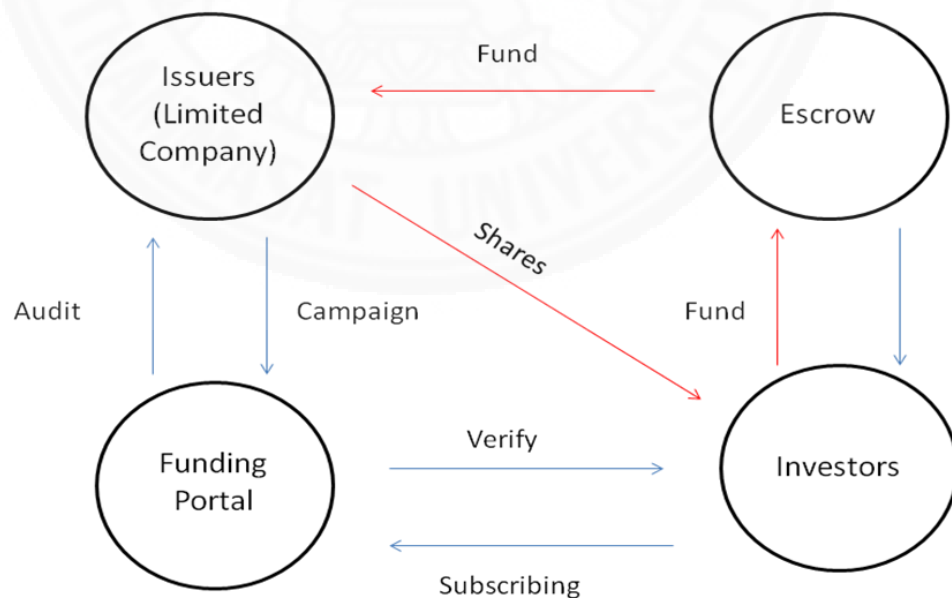 Fund
Issuers
(Limited
Company)
Escrow
Shares
Audit
Campaign
Fund
Verify
Funding
Portal
Investors
Subscribing